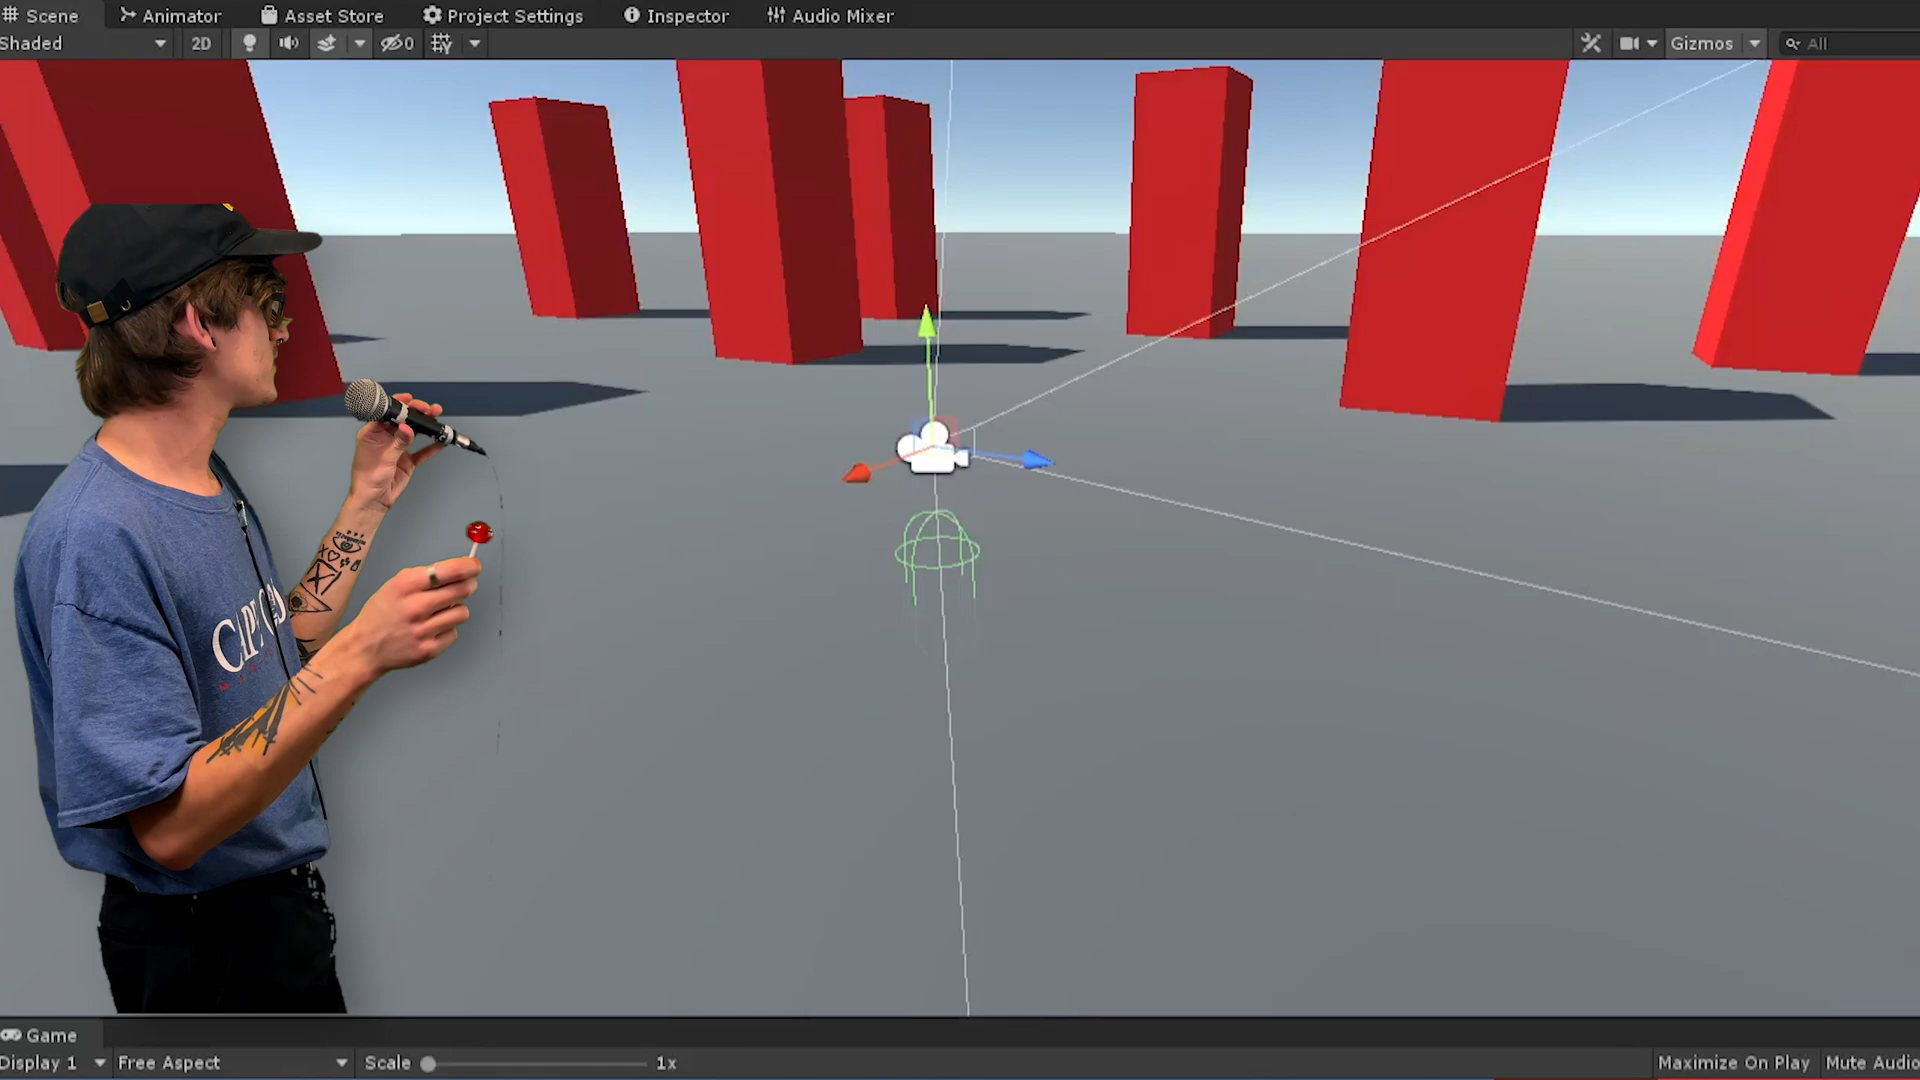 Scene Animator Asset Store Project Settings Inspector Audio Mixer
Shaded 2D 0 Gizmos All
Game
Display 1 Free Aspect Scale 1x Maximize On Play Mute Audio